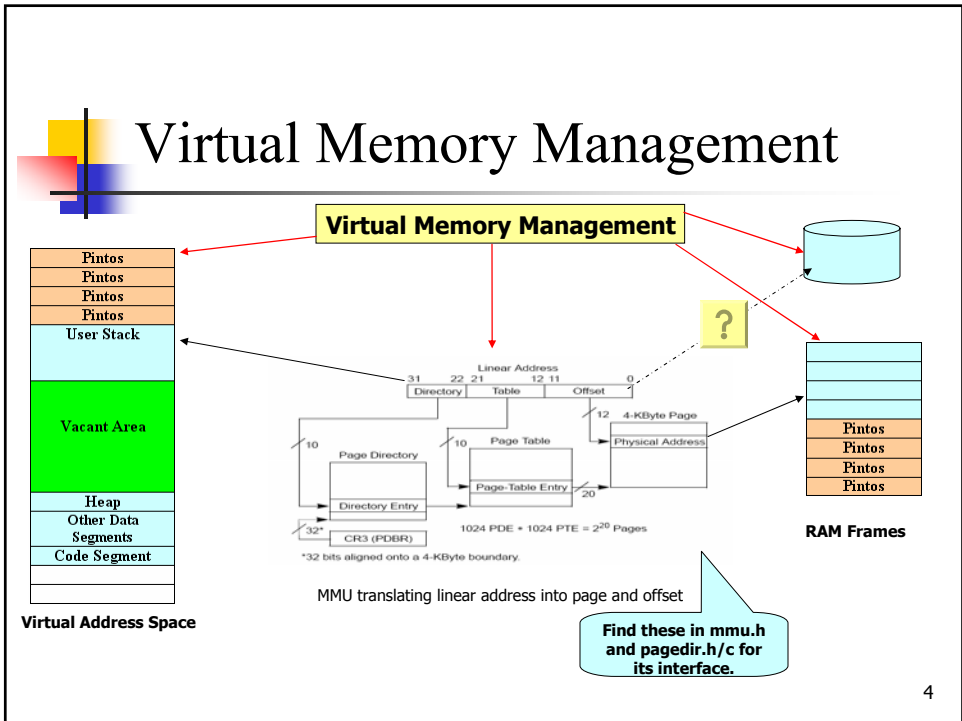 Virtual Memory Management
Virtual Memory Management
Pintos
Pintos
Pintos
Pintos
User Stack
Vacant Area
Heap
Other Data
Segments
Code Segment
Virtual Address Space
?
Linear Address
31 22 21 12 11 0
Directory Table Offset
12 4-KByte Page
10 10 Page Table Physical Address
Page Directory
Page-Table Entry 20
Directory Entry
32* 1024 PDE * 1024 PTE = 2²⁰ Pages
CR3 (PDBR)
*32 bits aligned onto a 4-KByte boundary.
MMU translating linear address into page and offset
Pintos
Pintos
Pintos
Pintos
RAM Frames
Find these in mmu.h
and pagedir.h/c for
its interface.
4